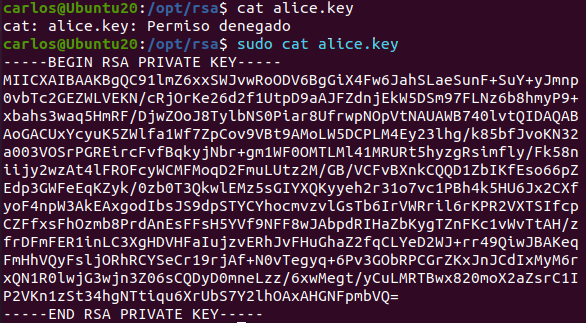 carlos@Ubuntu20:/opt/rsa$ cat alice.key
cat: alice.key: Permiso denegado
carlos@Ubuntu20:/opt/rsa$ sudo cat alice.key
-----BEGIN RSA PRIVATE KEY-----
MIICXAIBAAKBgQC91lmZ6xxSWJvwRoODV6BgGiX4Fw6JahSLaeSunF+SuY+yJmnp
0vbTc2GEZWLVEKN/cRjOrKe26d2f1UtpD9aAJFZdnjEkW5DSm97FLNz6b8hmyP9+
xbahs3waq5HmRF/DjwZOoJ8TylbNS0Piar8UfrwpNOpVtNAUAWB740lvtQIDAQAB
AoGACUxYcyuK5ZWlfa1Wf7ZpCov9VBt9AMoLW5DCPLM4Ey23lhg/k85bfJvoKN32
a003VOSrPGREircFvfBqkyjNbr+gm1WF0OMTLMl41MRURt5hyzgRsimfly/Fk58n
iijy2wzAt4lFROFcyWCMFMoqD2FmuLUtz2M/GB/VCFvBXnkCQQD1ZbIKfEso66pZ
Edp3GWFeEqKZyk/0zb0T3QkwlEMz5sGIYXQKyyeh2r31o7vc1PBh4k5HU6Jx2CXf
yoF4npW3AkEAxgodIbsJS9dpSTYCYhocmvzvlGsTb6IrVWRril6rKPR2VXTSIfcp
CZFfxsFhOzmb8PrdAnEsFFsH5YVf9NFF8wJAbpdRIHaZbKygTZnFKc1vWvTtAH/z
frDFmFER1inLC3XgHDVHFaIujzvERhJvFHuGhaZ2fqCLYeD2WJ+rr49QiwJBAKeq
FmHhVQyFsljORhRCYSeCr19rjAf+N0vTegyq+6Pv3GObRPCGrZKxJnJCdIxMyM6r
xQN1R0lwjG3wjn3Z06sCQDyD0mneLzz/6xwMegt/yCuLMRTBwx820moX2aZsrC1I
P2VKn1zSt34hgNTtiqu6XrUbS7Y2lhOAxAHGNFpmbVQ=
-----END RSA PRIVATE KEY-----